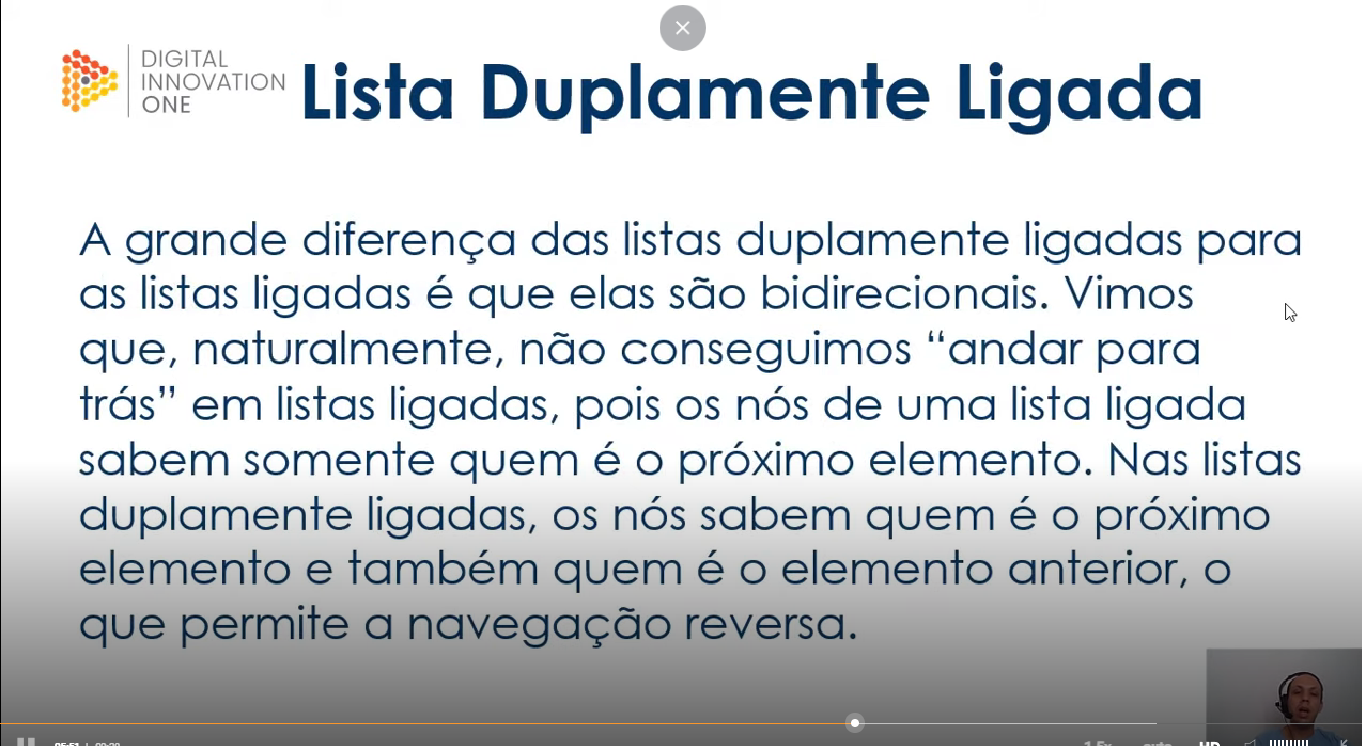 DIGITAL
INNOVATION
ONE
Lista Duplamente Ligada
A grande diferença das listas duplamente ligadas para
as listas ligadas é que elas são bidirecionais. Vimos
que, naturalmente, não conseguimos “andar para
trás” em listas ligadas, pois os nós de uma lista ligada
sabem somente quem é o próximo elemento. Nas listas
duplamente ligadas, os nós sabem quem é o próximo
elemento e também quem é o elemento anterior, o
que permite a navegação reversa.